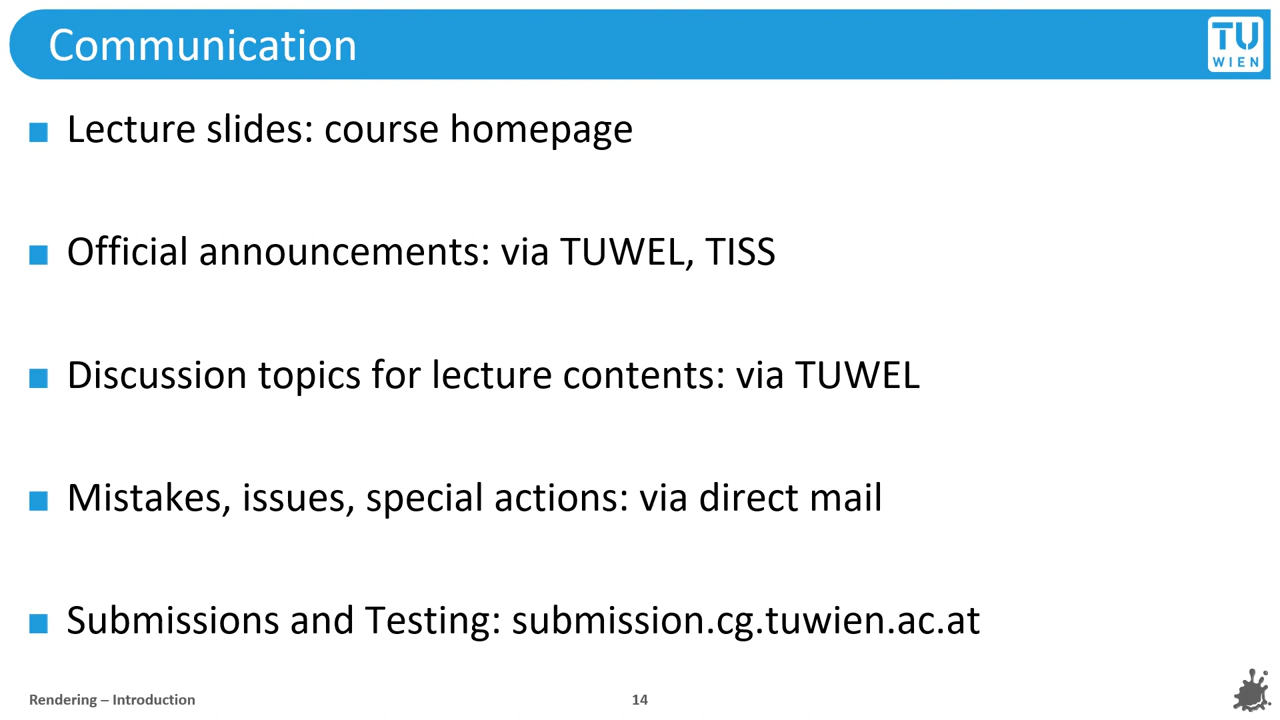 Communication
TU
WIEN
Lecture slides: course homepage
Official announcements: via TUWEL, TISS
Discussion topics for lecture contents: via TUWEL
Mistakes, issues, special actions: via direct mail
Submissions and Testing: submission.cg.tuwien.ac.at
Rendering – Introduction
14